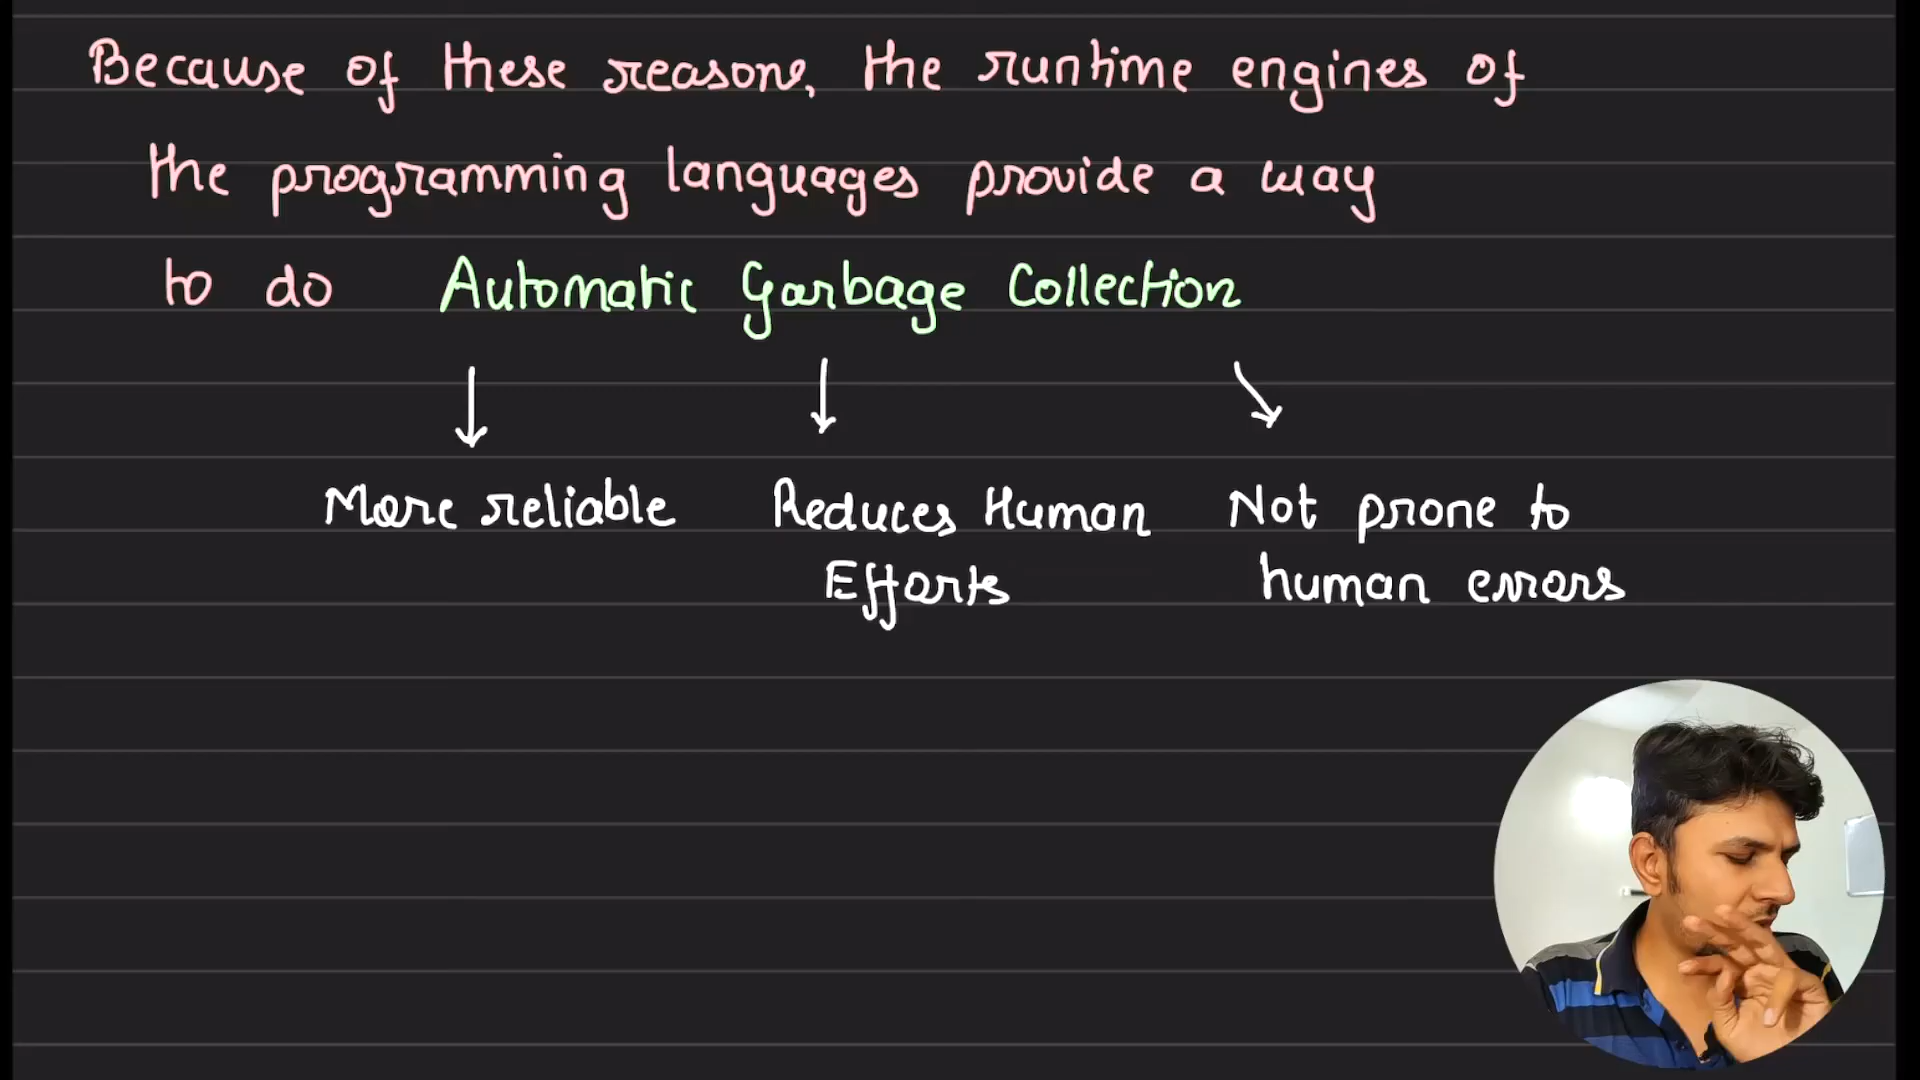 Because of these reasons, the runtime engines of
the programming languages provide a way
to do Automatic Garbage Collection
More reliable Reduces Human Not prone to
Efforts human errors